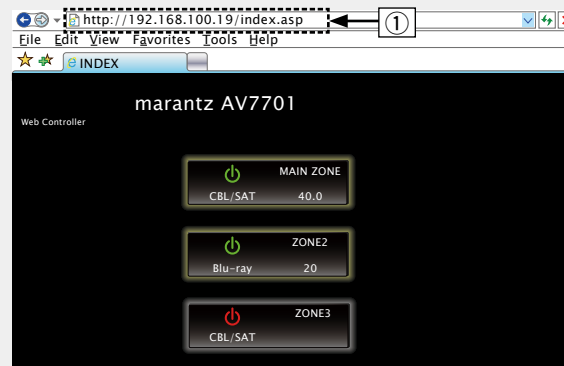 http://192.168.100.19/index.asp
①
File Edit View Favorites Tools Help
INDEX
marantz AV7701
Web Controller
MAIN ZONE
CBL/SAT 40.0
ZONE2
Blu-ray 20
ZONE3
CBL/SAT